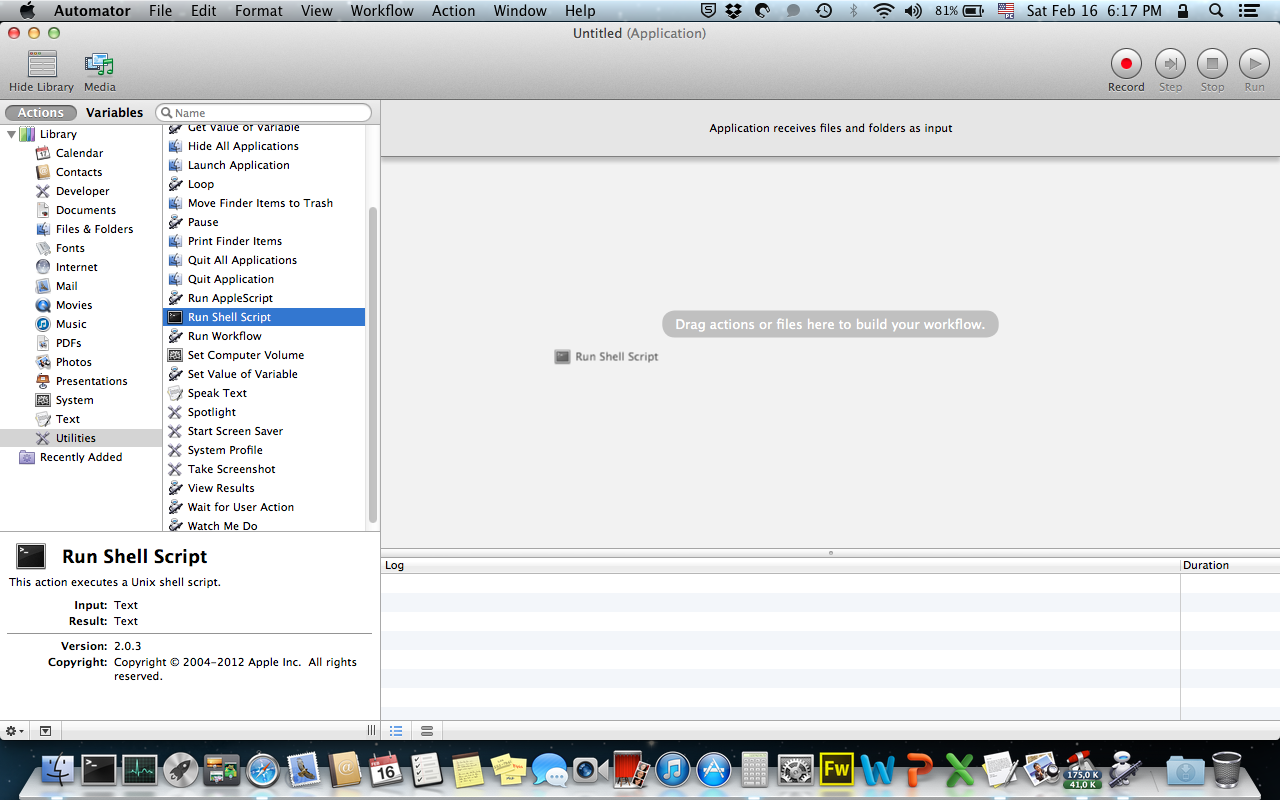 Automator File Edit Format View Workflow Action Window Help 81% Sat Feb 16 6:17 PM
Untitled (Application)
Hide Library Media Record Step Stop Run
Actions Variables Name
Application receives files and folders as input
Library
Calendar
Contacts
Developer
Documents
Files & Folders
Fonts
Internet
Mail
Movies
Music
PDFs
Photos
Presentations
System
Text
Utilities
Recently Added
Get Value of Variable
Hide All Applications
Launch Application
Loop
Move Finder Items to Trash
Pause
Print Finder Items
Quit All Applications
Quit Application
Run AppleScript
Run Shell Script
Run Workflow
Set Computer Volume
Set Value of Variable
Speak Text
Spotlight
Start Screen Saver
System Profile
Take Screenshot
View Results
Wait for User Action
Watch Me Do
Drag actions or files here to build your workflow.
Run Shell Script
Run Shell Script
This action executes a Unix shell script.
Input: Text
Result: Text
Version: 2.0.3
Copyright: Copyright © 2004-2012 Apple Inc. All rights
reserved.
Log Duration
16
Fw
175,0 K
41,0 K